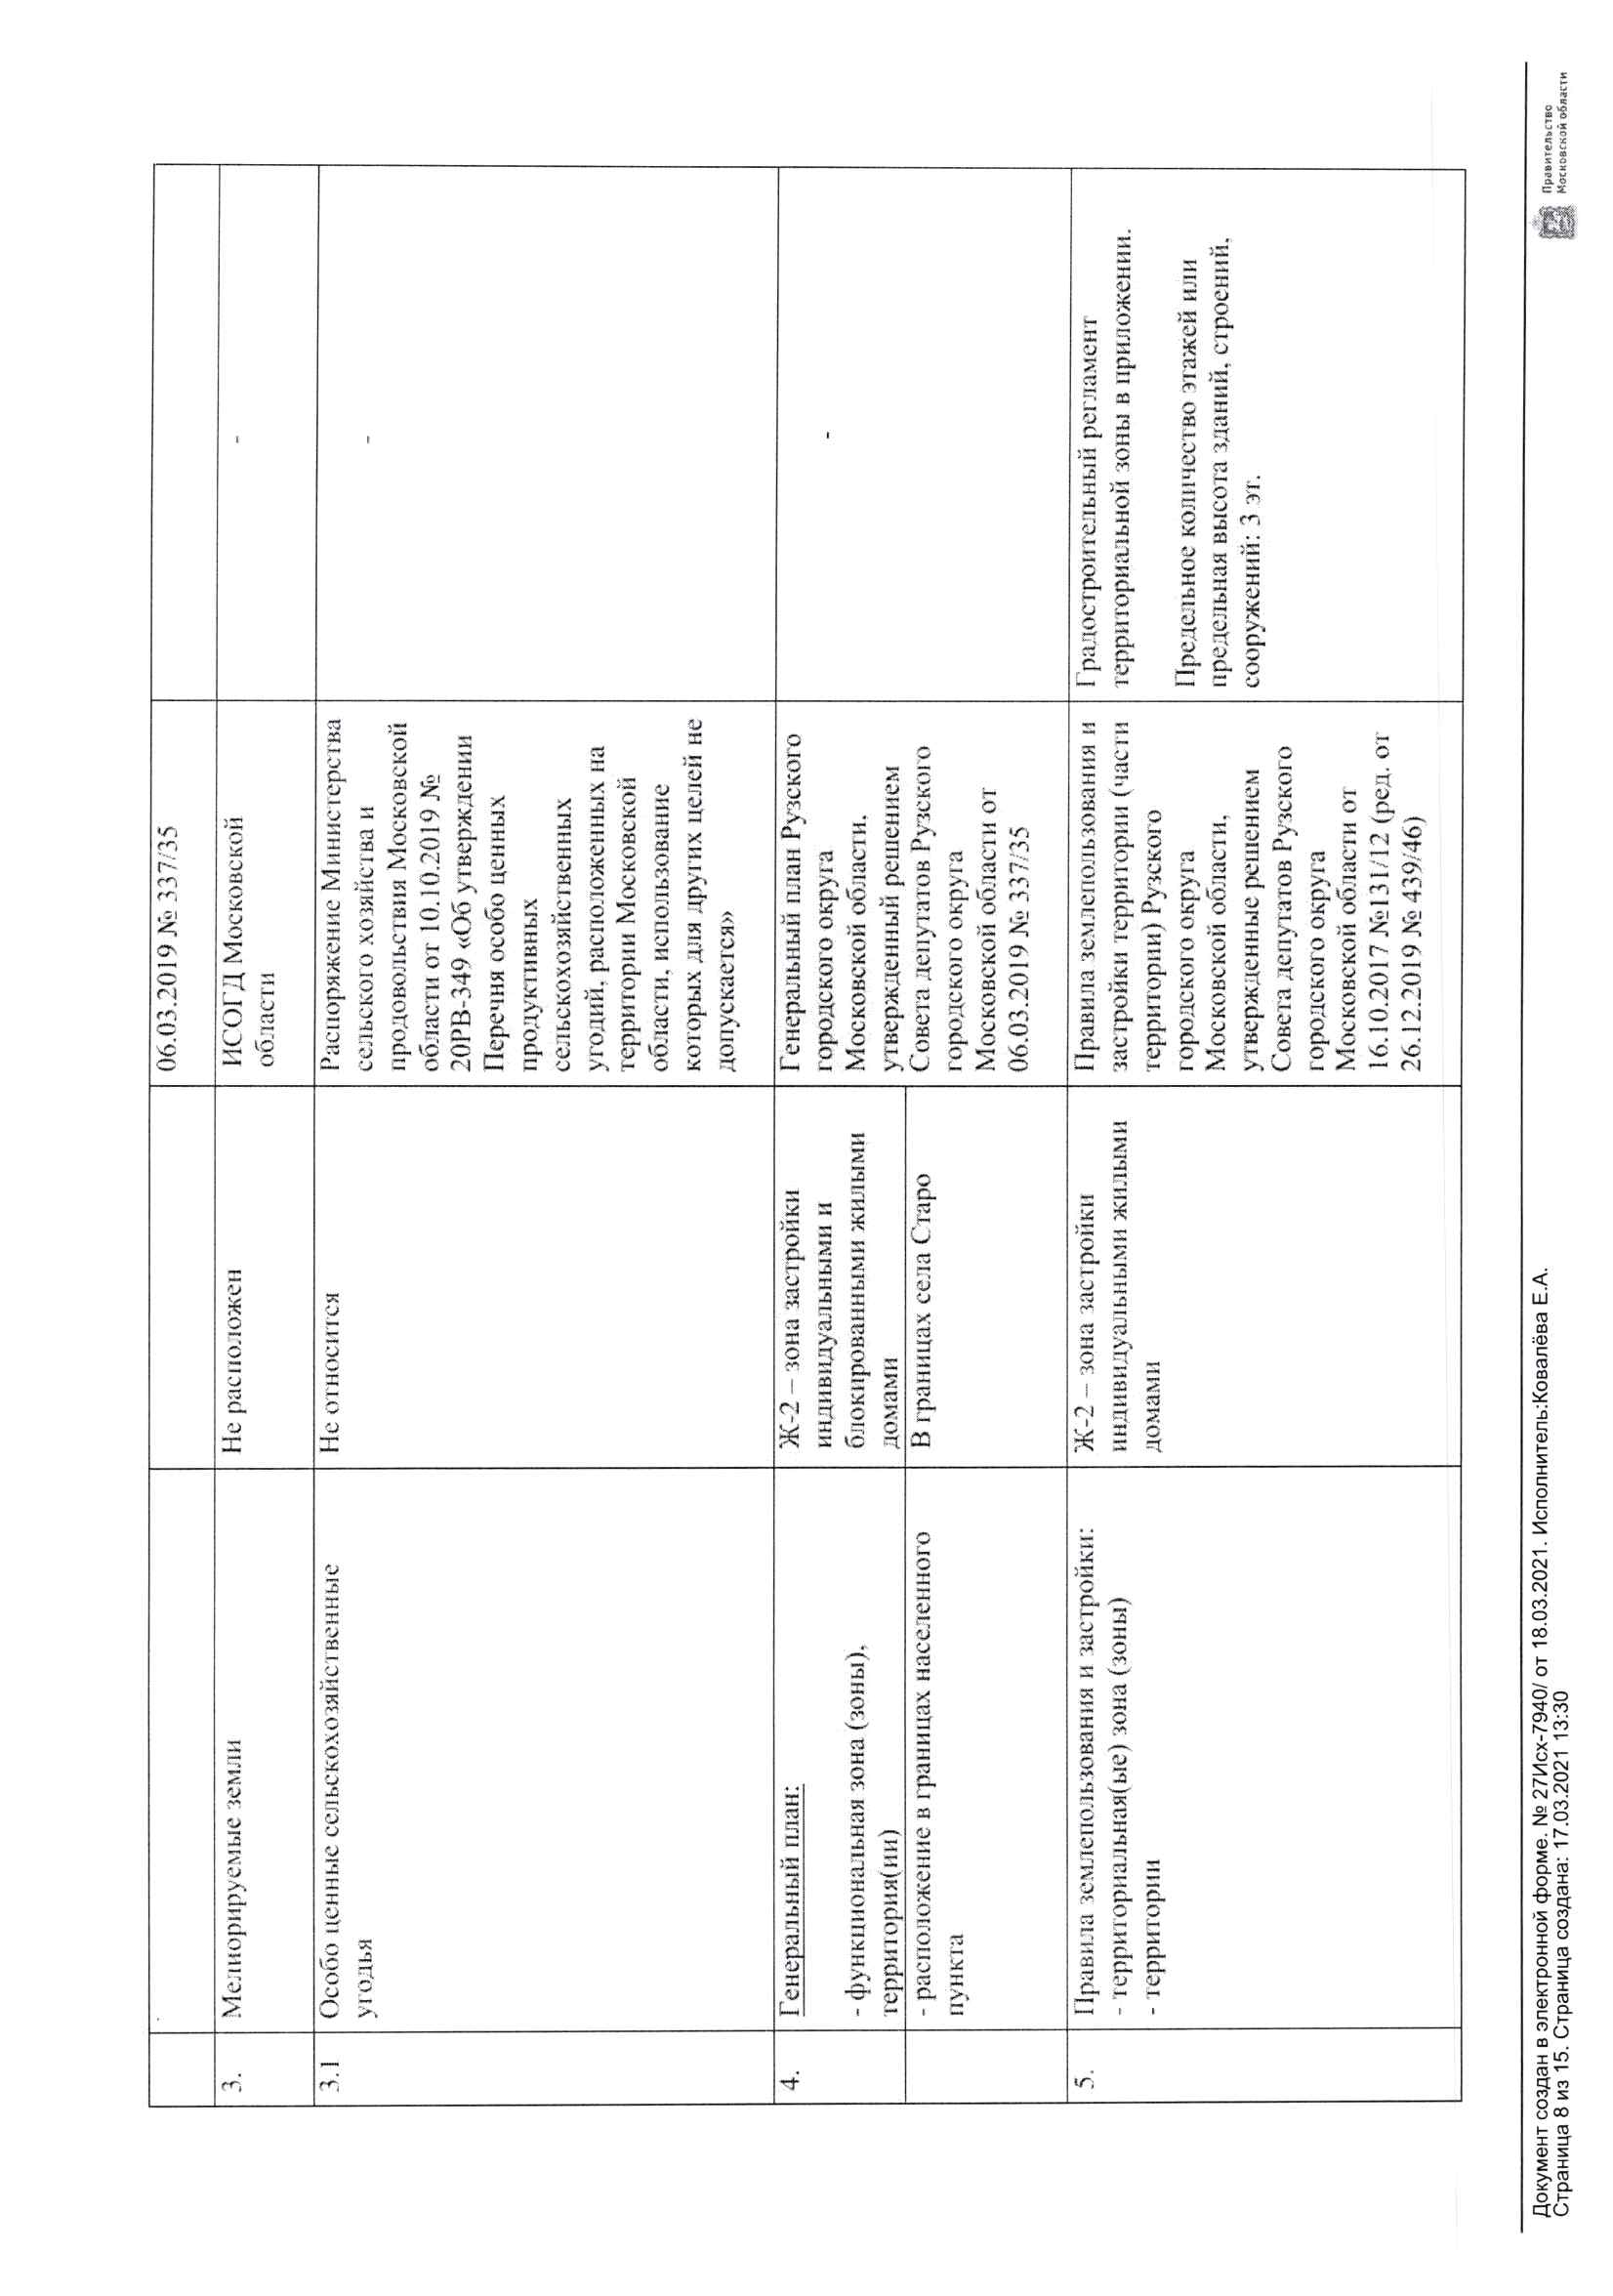 06.03.2019 № 337/35
3.
Мелиорируемые земли
Не расположен
ИСОГД Московской
области
-
3.1
Особо ценные сельскохозяйственные
угодья
Не относится
Распоряжение Министерства
сельского хозяйства и
продовольствия Московской
области от 10.10.2019 №
20РВ-349 «Об утверждении
Перечня особо ценных
продуктивных
сельскохозяйственных
угодий, расположенных на
территории Московской
области, использование
которых для других целей не
допускается»
-
4.
Генеральный план:
- функциональная зона (зоны),
территория(ии)
Ж-2 – зона застройки
индивидуальными и
блокированными жилыми
домами
Генеральный план Рузского
городского округа
Московской области,
утвержденный решением
Совета депутатов Рузского
городского округа
Московской области от
06.03.2019 № 337/35
-
- расположение в границах населенного
пункта
В границах села Старо
5.
Правила землепользования и застройки:
- территориальная(ые) зона (зоны)
- территории
Ж-2 – зона застройки
индивидуальными жилыми
домами
Правила землепользования и
застройки территории (части
территории) Рузского
городского округа
Московской области,
утвержденные решением
Совета депутатов Рузского
городского округа
Московской области от
16.10.2017 №131/12 (ред. от
26.12.2019 № 439/46)
Градостроительный регламент
территориальной зоны в приложении.
Предельное количество этажей или
предельная высота зданий, строений,
сооружений: 3 эт.
Документ создан в электронной форме. № 27Исх-7940/ от 18.03.2021. Исполнитель:Ковалёва Е.А.
Страница 8 из 15. Страница создана: 17.03.2021 13:30
Правительство
Московской области